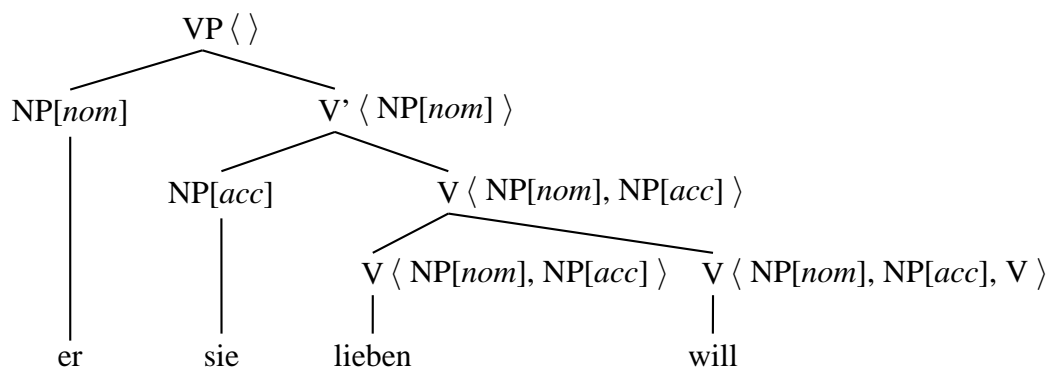 VP ⟨ ⟩
NP[nom] V’ ⟨ NP[nom] ⟩
NP[acc] V ⟨ NP[nom], NP[acc] ⟩
V ⟨ NP[nom], NP[acc] ⟩ V ⟨ NP[nom], NP[acc], V ⟩
er sie lieben will